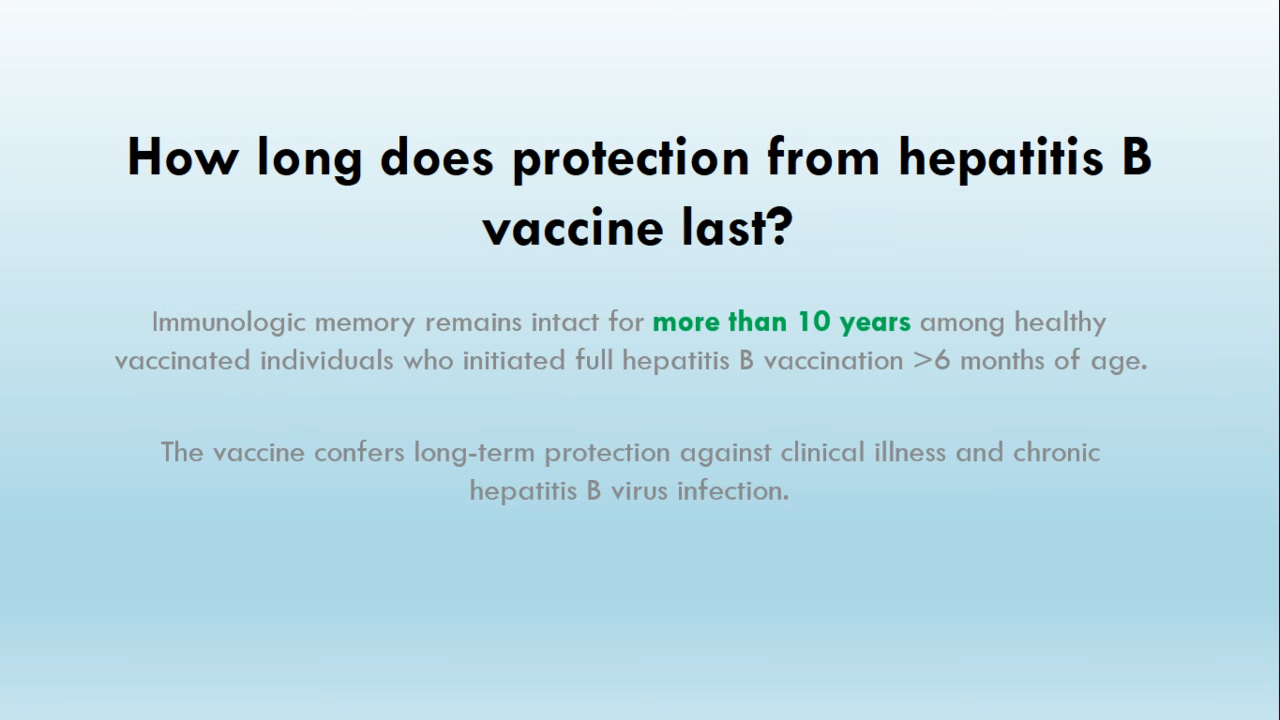 How long does protection from hepatitis B
vaccine last?
Immunologic memory remains intact for more than 10 years among healthy
vaccinated individuals who initiated full hepatitis B vaccination >6 months of age.
The vaccine confers long-term protection against clinical illness and chronic
hepatitis B virus infection.